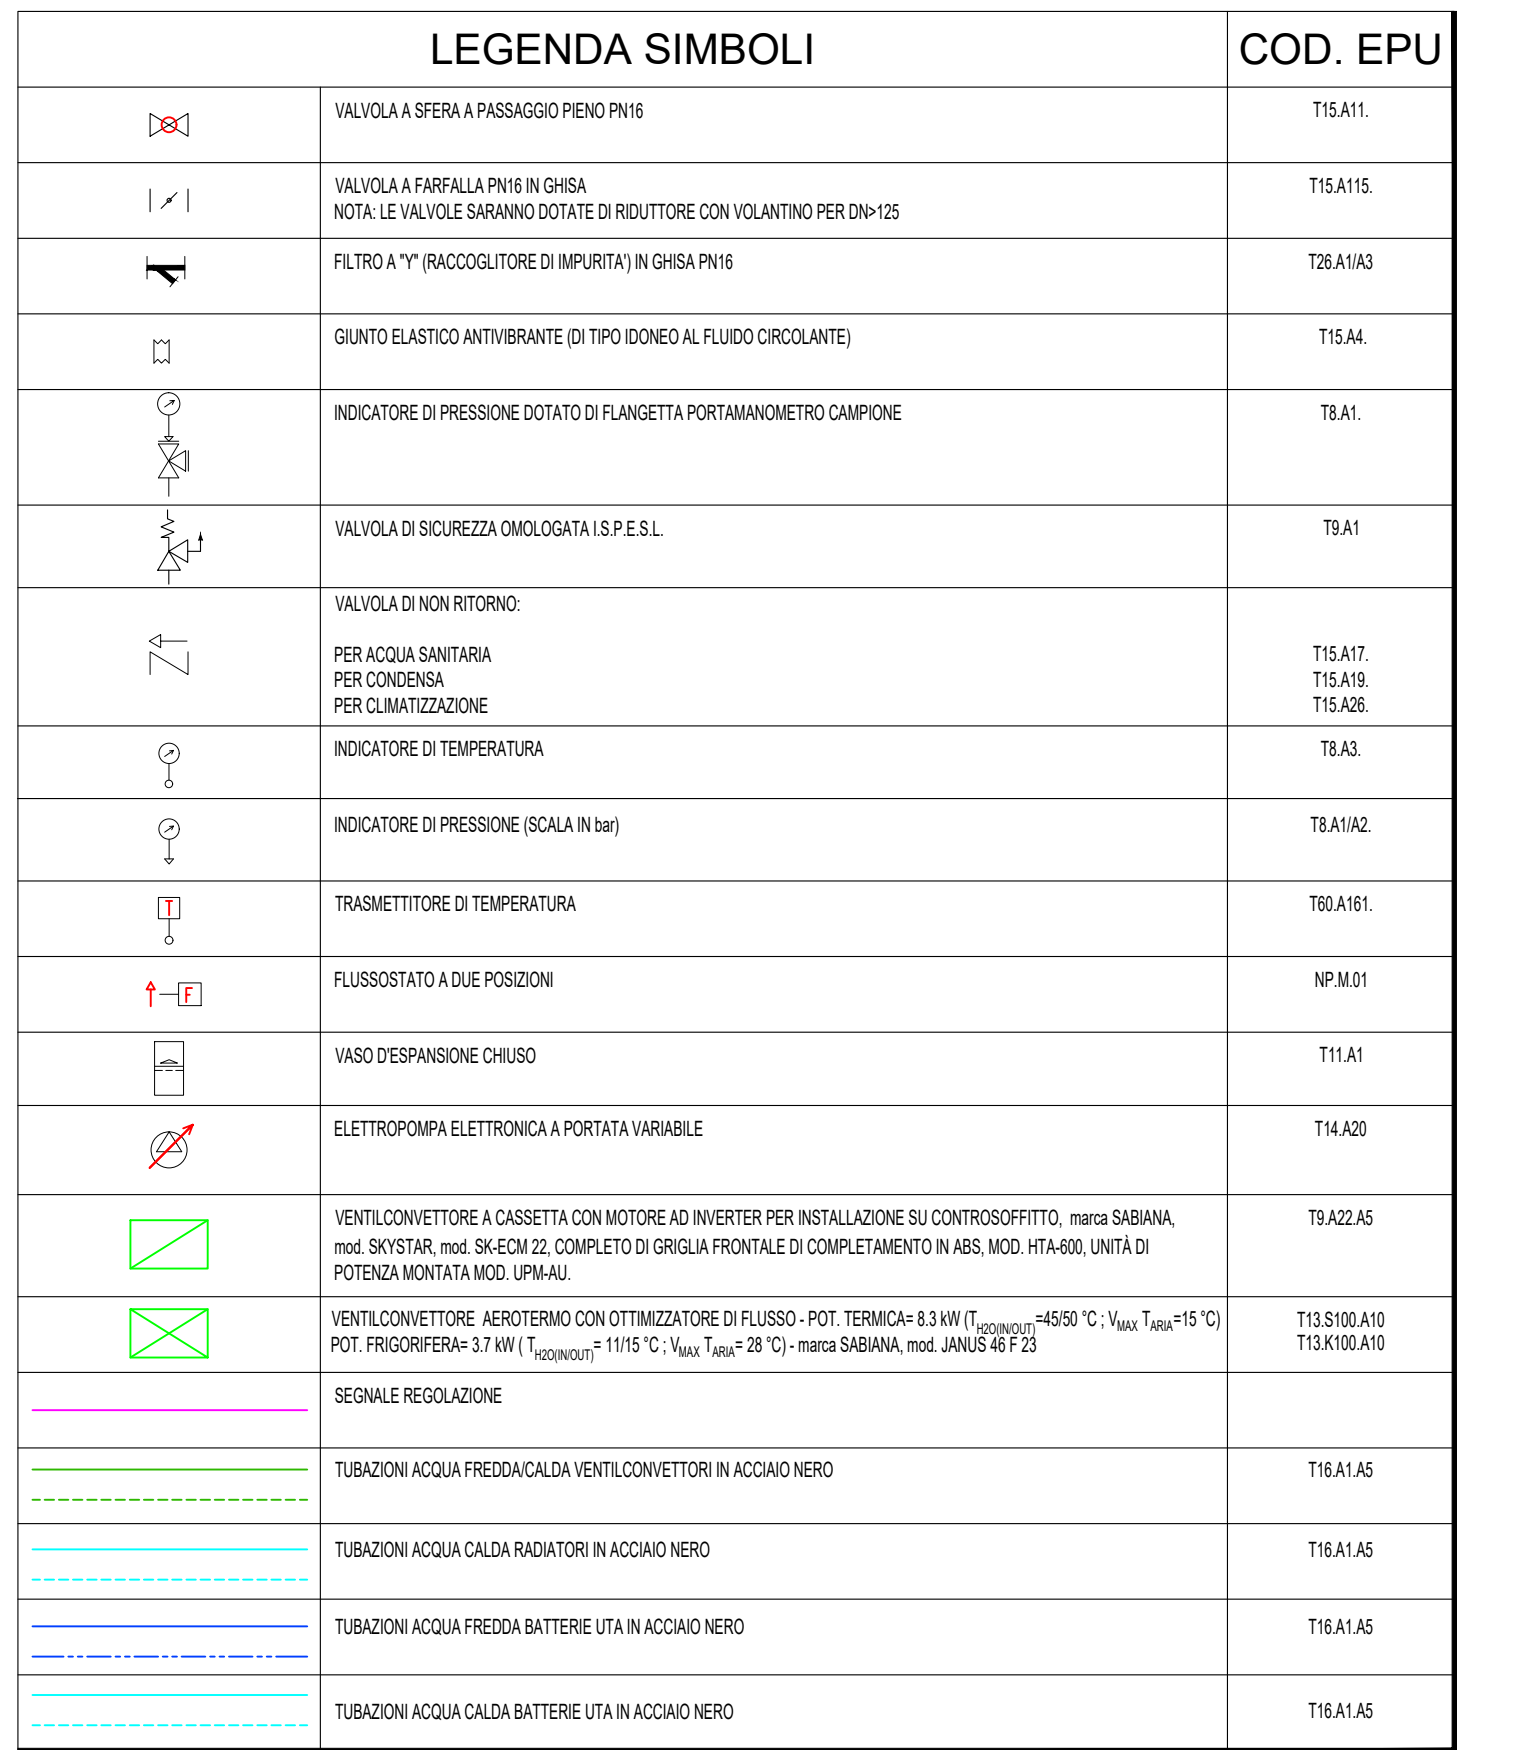 LEGENDA SIMBOLI COD. EPU
VALVOLA A SFERA A PASSAGGIO PIENO PN16 T15.A11.
VALVOLA A FARFALLA PN16 IN GHISA T15.A115.
NOTA: LE VALVOLE SARANNO DOTATE DI RIDUTTORE CON VOLANTINO PER DN>125
FILTRO A "Y" (RACCOGLITORE DI IMPURITA') IN GHISA PN16 T26.A1/A3
GIUNTO ELASTICO ANTIVIBRANTE (DI TIPO IDONEO AL FLUIDO CIRCOLANTE) T15.A4.
INDICATORE DI PRESSIONE DOTATO DI FLANGETTA PORTAMANOMETRO CAMPIONE T8.A1.
VALVOLA DI SICUREZZA OMOLOGATA I.S.P.E.S.L. T9.A1
VALVOLA DI NON RITORNO:
PER ACQUA SANITARIA T15.A17.
PER CONDENSA T15.A19.
PER CLIMATIZZAZIONE T15.A26.
INDICATORE DI TEMPERATURA T8.A3.
INDICATORE DI PRESSIONE (SCALA IN bar) T8.A1/A2.
T TRASMETTITORE DI TEMPERATURA T60.A161.
F FLUSSOSTATO A DUE POSIZIONI NP.M.01
VASO D'ESPANSIONE CHIUSO T11.A1
ELETTROPOMPA ELETTRONICA A PORTATA VARIABILE T14.A20
VENTILCONVETTORE A CASSETTA CON MOTORE AD INVERTER PER INSTALLAZIONE SU CONTROSOFFITTO, marca SABIANA, T9.A22.A5
mod. SKYSTAR, mod. SK-ECM 22, COMPLETO DI GRIGLIA FRONTALE DI COMPLETAMENTO IN ABS, MOD. HTA-600, UNITÀ DI
POTENZA MONTATA MOD. UPM-AU.
VENTILCONVETTORE AEROTERMO CON OTTIMIZZATORE DI FLUSSO - POT. TERMICA= 8.3 kW (TH2O(IN/OUT)=45/50 °C ; VMAX TARIA=15 °C) T13.S100.A10
POT. FRIGORIFERA= 3.7 kW ( TH2O(IN/OUT)= 11/15 °C ; VMAX TARIA= 28 °C) - marca SABIANA, mod. JANUS 46 F 23 T13.K100.A10
SEGNALE REGOLAZIONE
TUBAZIONI ACQUA FREDDA/CALDA VENTILCONVETTORI IN ACCIAIO NERO T16.A1.A5
TUBAZIONI ACQUA CALDA RADIATORI IN ACCIAIO NERO T16.A1.A5
TUBAZIONI ACQUA FREDDA BATTERIE UTA IN ACCIAIO NERO T16.A1.A5
TUBAZIONI ACQUA CALDA BATTERIE UTA IN ACCIAIO NERO T16.A1.A5